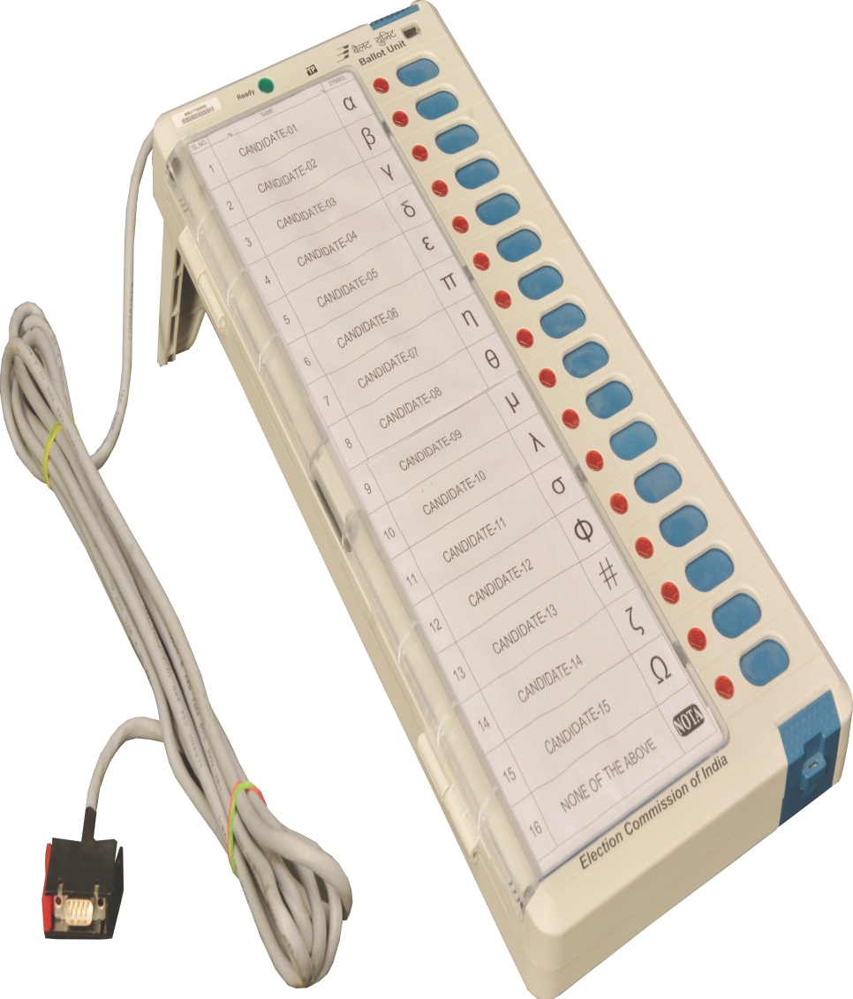 बैलट युनिट
Ballot Unit
TP
Ready
SL.NO. NAME SYMBOL
1 CANDIDATE-01 α
2 CANDIDATE-02 β
3 CANDIDATE-03 γ
4 CANDIDATE-04 δ
5 CANDIDATE-05 ε
6 CANDIDATE-06 π
7 CANDIDATE-07 η
8 CANDIDATE-08 θ
9 CANDIDATE-09 μ
10 CANDIDATE-10 λ
11 CANDIDATE-11 σ
12 CANDIDATE-12 Φ
13 CANDIDATE-13 #
14 CANDIDATE-14 ζ
15 CANDIDATE-15 Ω
16 NONE OF THE ABOVE NOTA
Election Commission of India